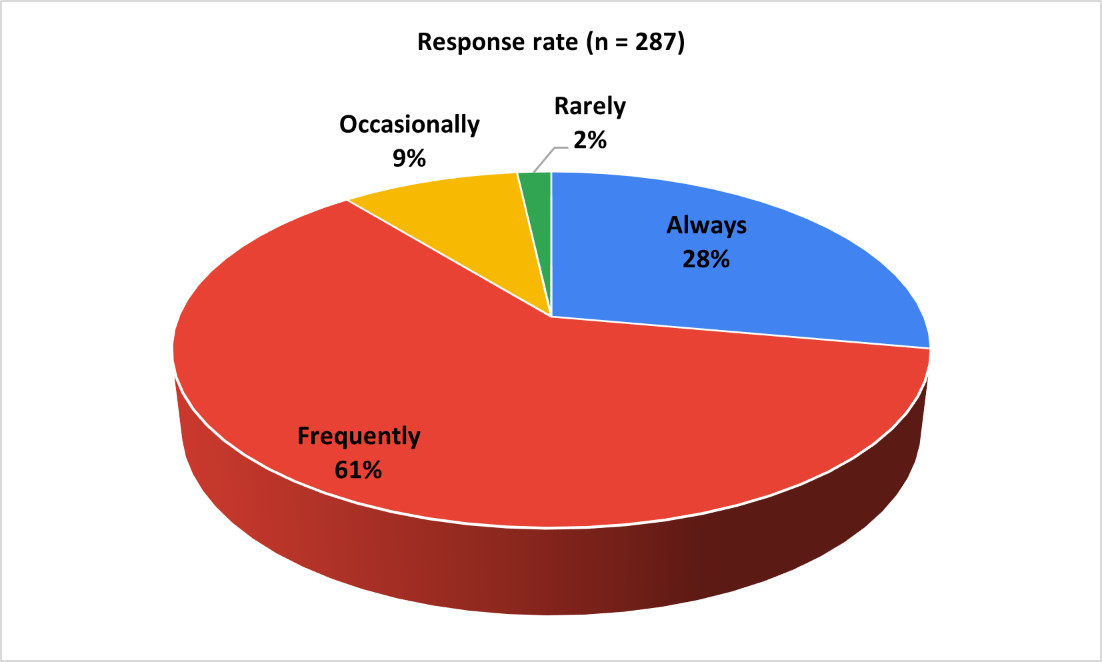 Response rate (n = 287)
Rarely
2%
Occasionally
9%
Always
28%
Frequently
61%